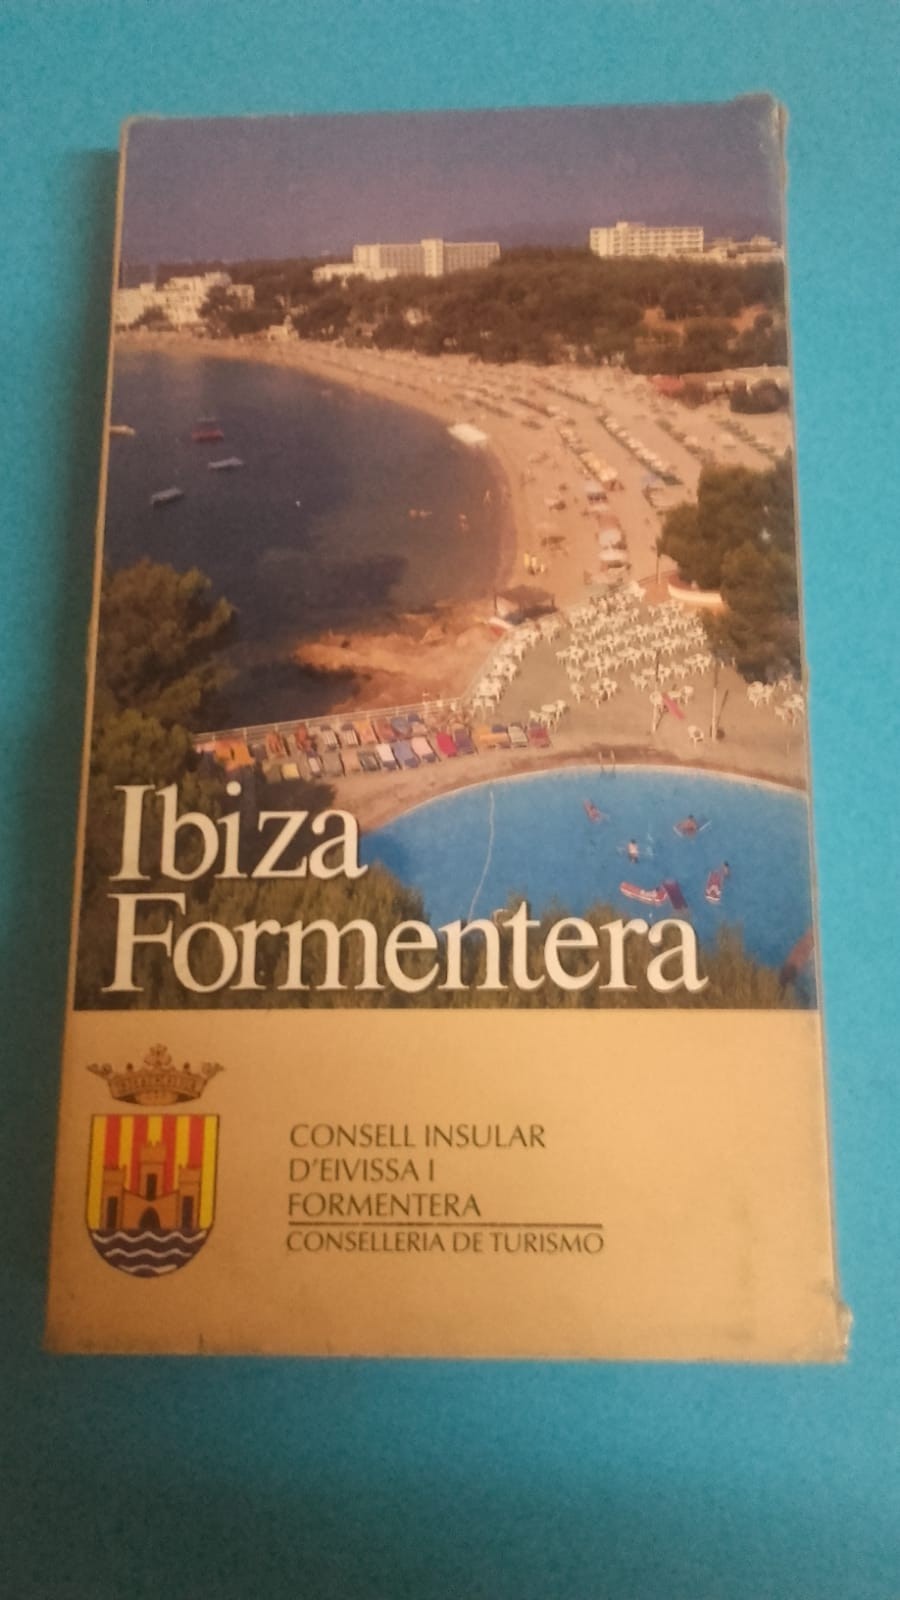 Ibiza
Formentera
CONSELL INSULAR
D'EIVISSA I
FORMENTERA
CONSELLERIA DE TURISMO